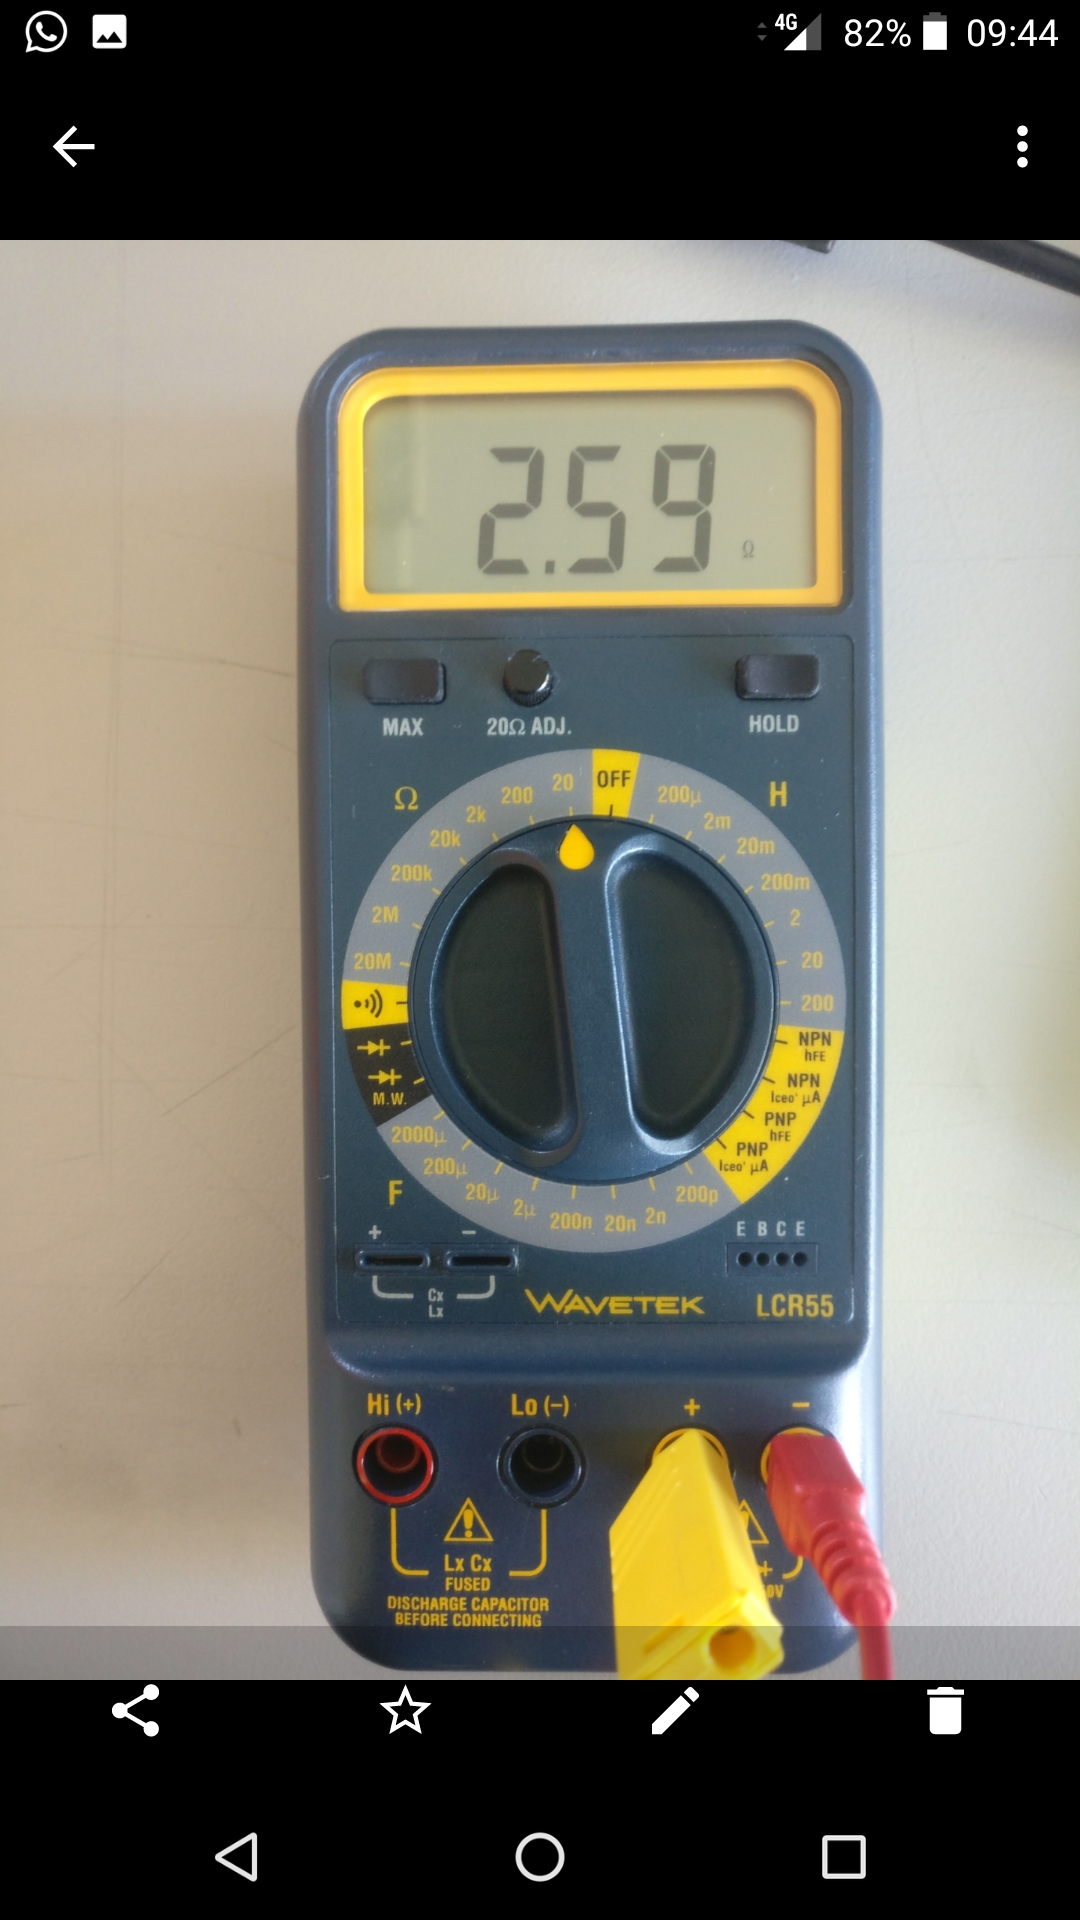 4G 82% 09:44
2.59 Ω
MAX 20Ω ADJ. HOLD
Ω OFF H
20 200 2k 20k 200k 2M 20M
200µ 2m 20m 200m 2 20 200
NPN hFE
NPN Iceo' µA
PNP hFE
PNP Iceo' µA
M.W.
F
2000µ 200µ 20µ 2µ 200n 20n 2n 200p
+ −
E B C E
Cx
Lx
WAVETEK LCR55
Hi (+) Lo (−) + −
Lx Cx
FUSED
DISCHARGE CAPACITOR
BEFORE CONNECTING